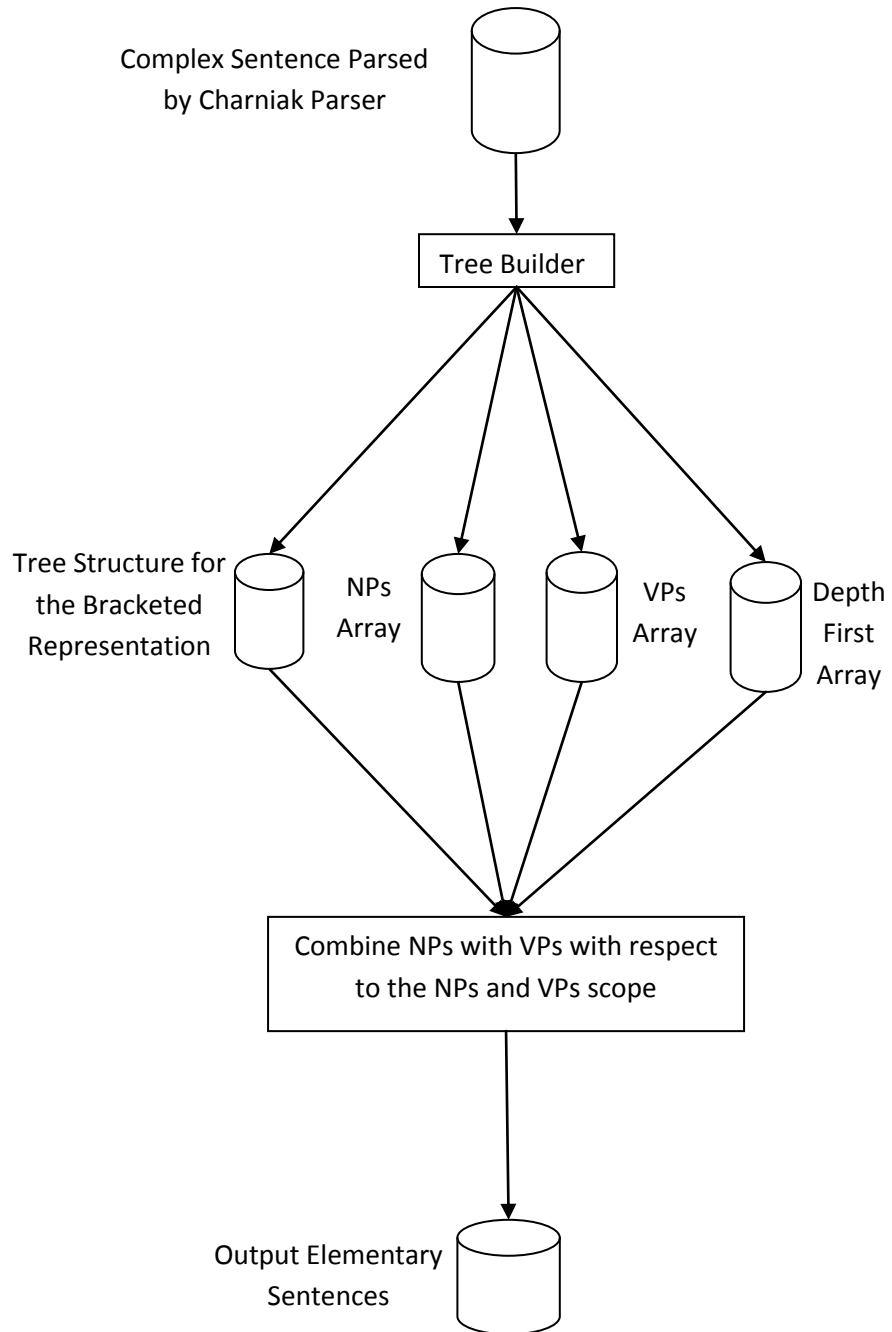 Complex Sentence Parsed
by Charniak Parser
Tree Builder
Tree Structure for
the Bracketed
Representation
NPs
Array
VPs
Array
Depth
First
Array
Combine NPs with VPs with respect
to the NPs and VPs scope
Output Elementary
Sentences